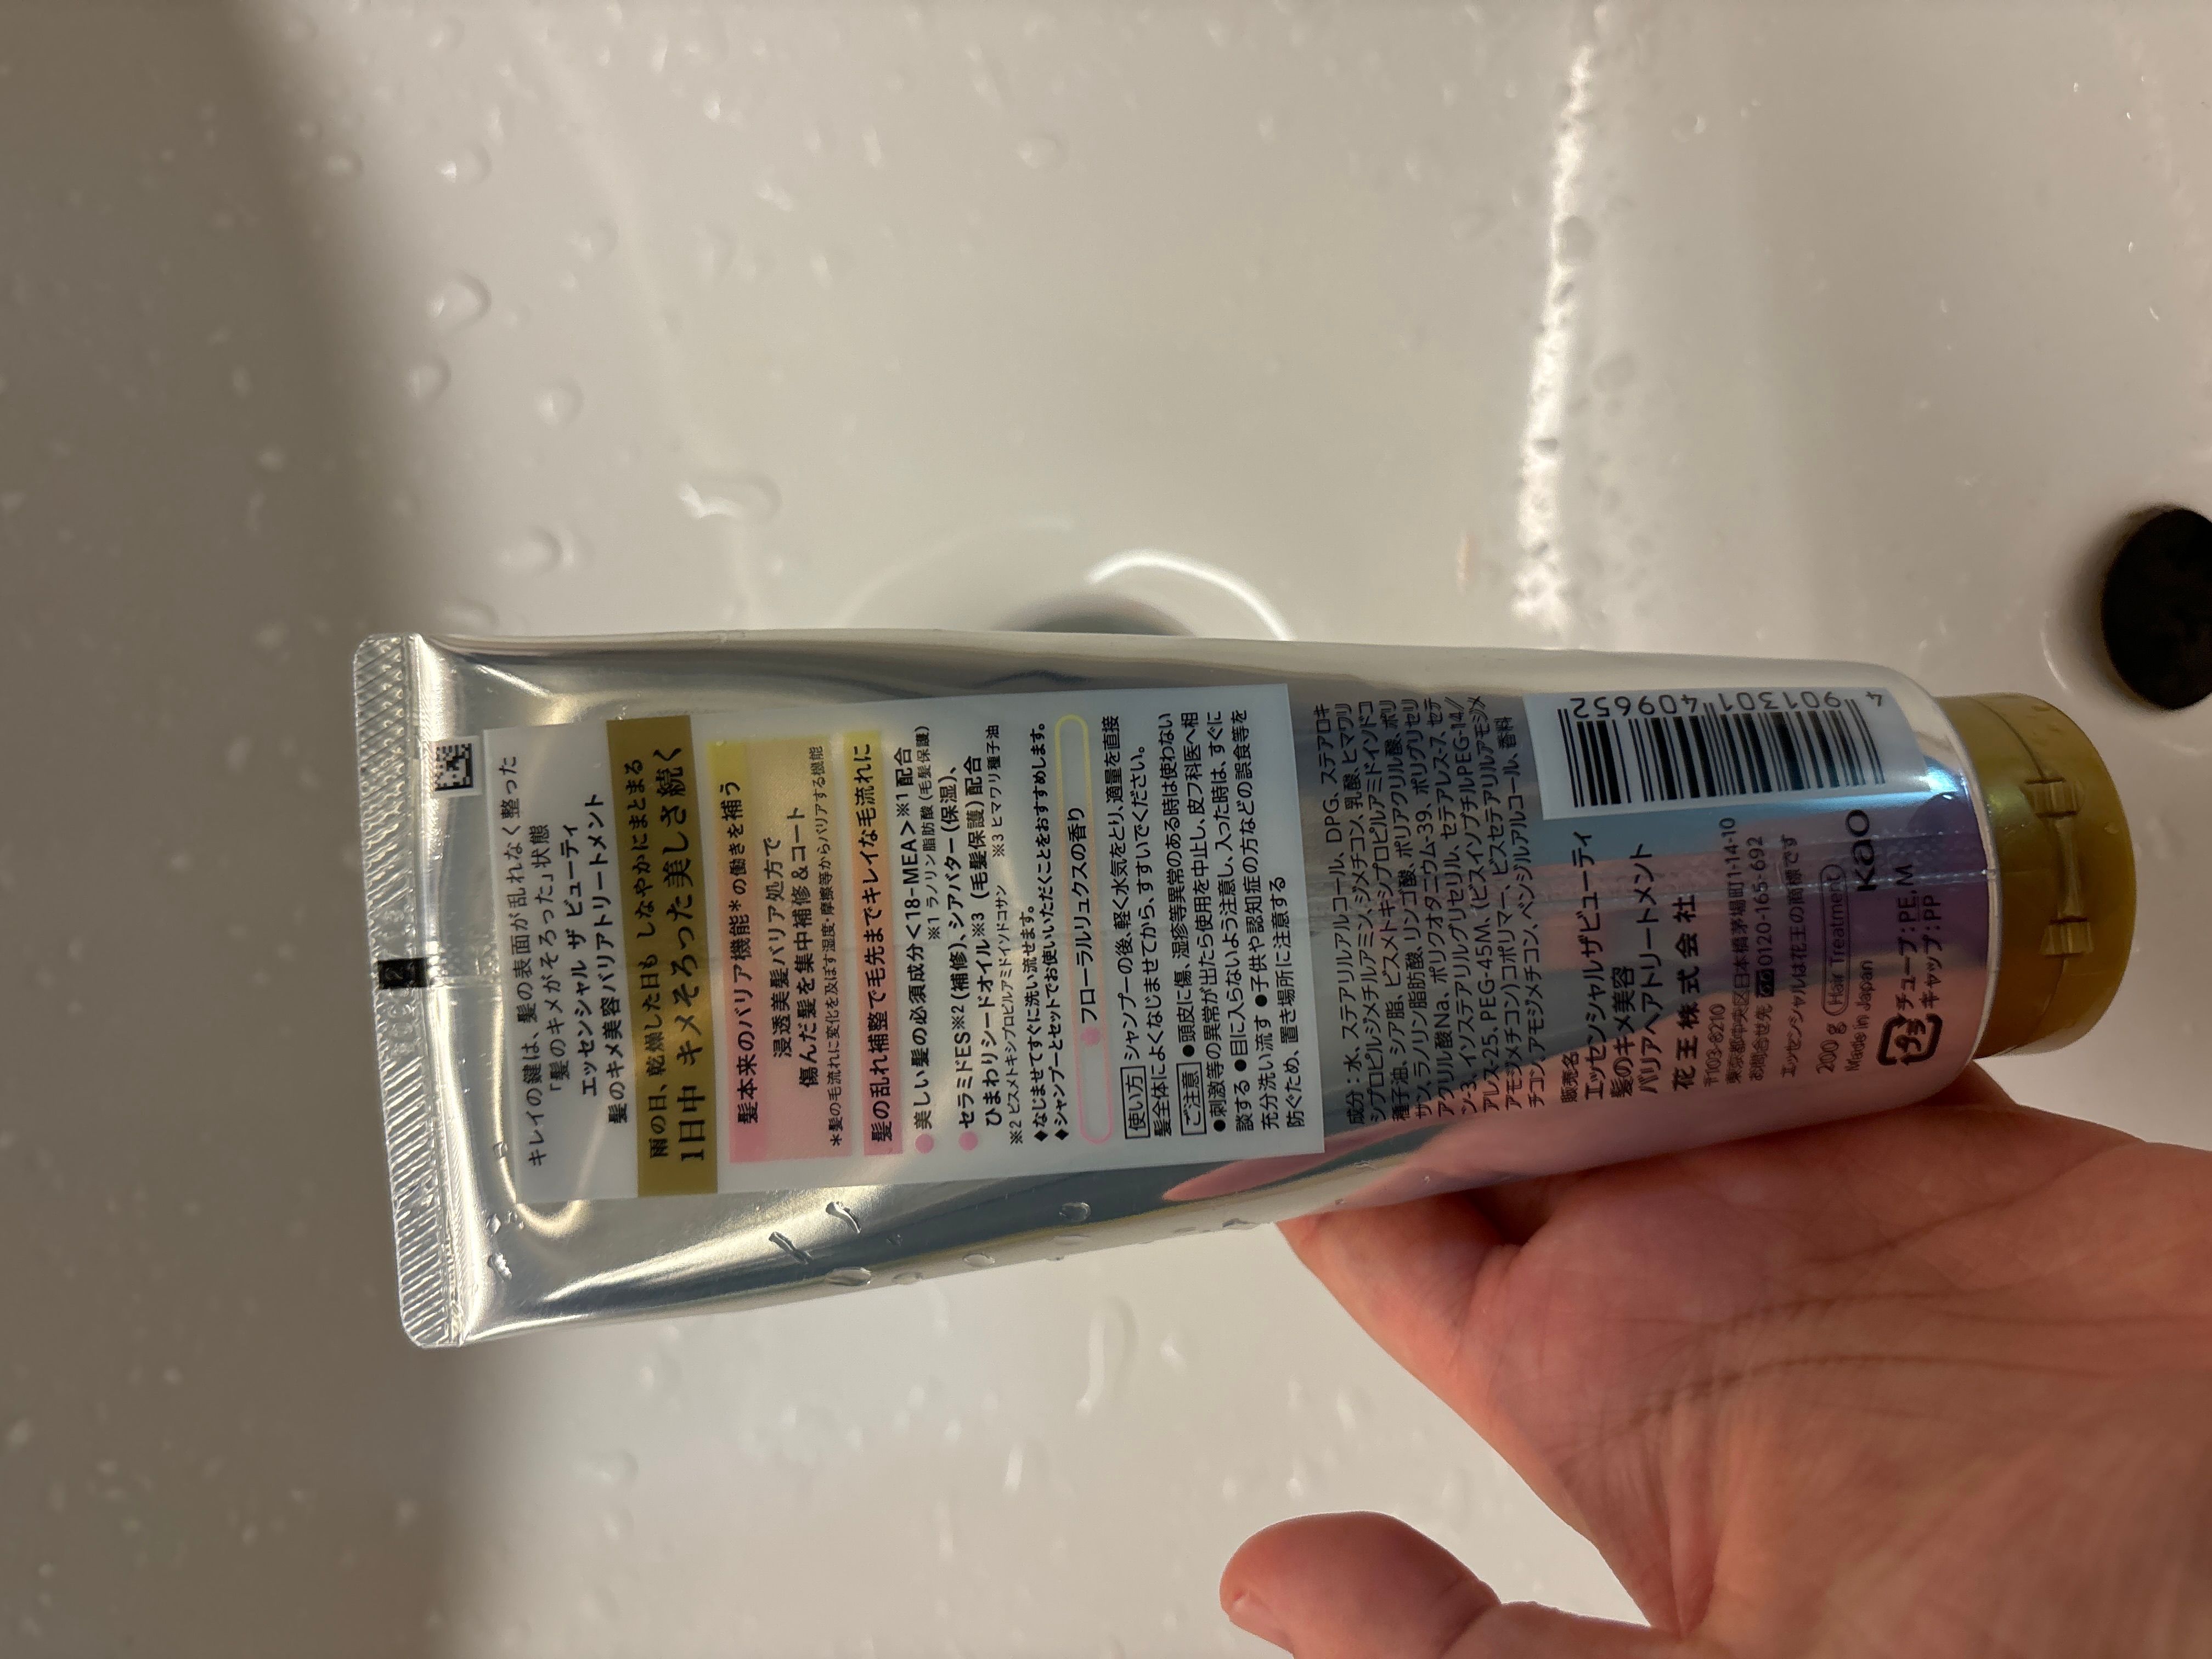 キレイの鍵は、髪の表面が乱れなく整った
「髪のキメがそろった」状態
エッセンシャル ザ ビューティ
髪のキメ美容バリアトリートメント
雨の日、乾燥した日も しなやかにまとまる
1日中 キメそろった美しさ続く
髪本来のバリア機能*の働きを補う
浸透美髪バリア処方で
傷んだ髪を集中補修&コート
*髪の毛流れに変化を及ぼす湿度・摩擦等からバリアする機能
髪の乱れ補整で毛先までキレイな毛流れに
●美しい髪の必須成分<18-MEA>※1配合
※1 ラノリン脂肪酸(毛髪保護)
●セラミドES※2(補修)、シアバター(保湿)、
ひまわりシードオイル※3(毛髪保護)配合
※2 ビスメトキシプロピルアミドイソドコサン ※3 ヒマワリ種子油
♦なじませてすぐに洗い流せます。
♦シャンプーとセットでお使いいただくことをおすすめします。
フローラルリュクスの香り
使い方 シャンプーの後、軽く水気をとり、適量を直接
髪全体によくなじませてから、すすいでください。
ご注意 ●頭皮に傷、湿疹等異常のある時は使わない
●刺激等の異常が出たら使用を中止し、皮フ科医へ相
談する ●目に入らないよう注意し、入った時は、すぐに
充分洗い流す ●子供や認知症の方などの誤食等を
防ぐため、置き場所に注意する
成分:水、ステアリルアルコール、DPG、ステアロキ
シプロピルジメチルアミン、ジメチコン、乳酸、ヒマワリ
種子油、シア脂、ビスメトキシプロピルアミドイソドコ
サン、ラノリン脂肪酸、リンゴ酸、ポリアクリル酸、ポリ
アクリル酸Na、ポリクオタニウム-39、ポリグリセリ
ン-3、イソステアリルグリセリル、セテアレス-7、セテ
アレス-25、PEG-45M、(ビスイソブチルPEG-14/
アモジメチコン)コポリマー、ビスセテアリルアモジメ
チコン、アモジメチコン、ベンジルアルコール、香料
販売名
エッセンシャルザビューティ
髪のキメ美容
バリアヘアトリートメント
花王株式会社
〒103-8210
東京都中央区日本橋茅場町1-14-10
お問合せ先 0120-165-692
エッセンシャルは花王の商標です
200g Hair Treatment
Made in Japan
Kao
プラ チューブ:PE,M
キャップ:PP
4 901301 409652